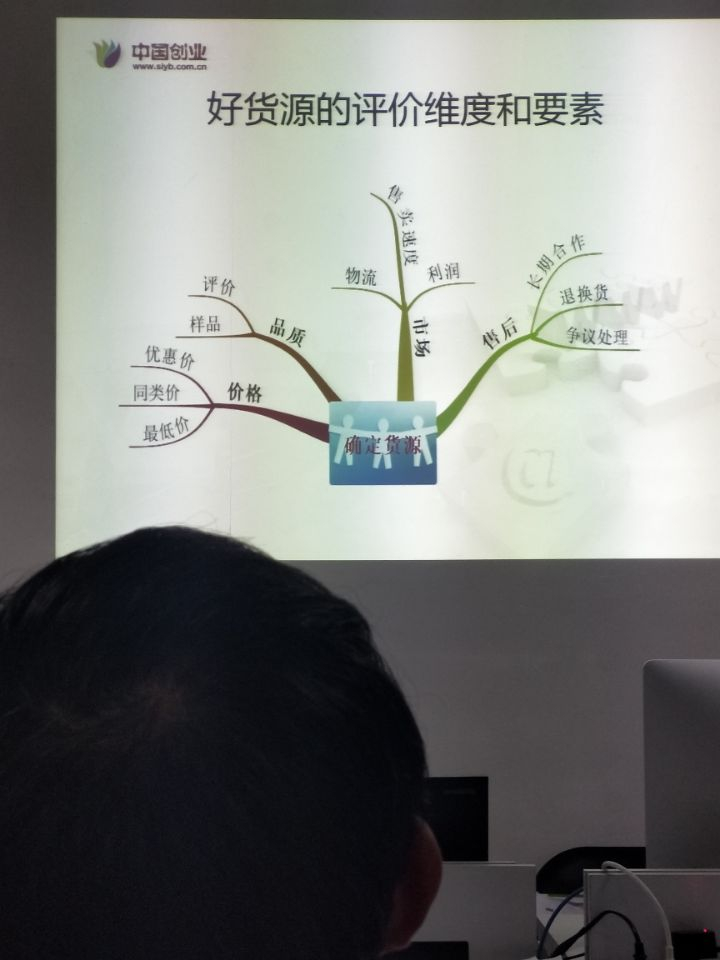 中国创业
www.siyb.com.cn
好货源的评价维度和要素
售卖速度
物流
利润
市场
评价
样品
品质
长期合作
退换货
争议处理
售后
优惠价
同类价
最低价
价格
确定货源
WWW
@